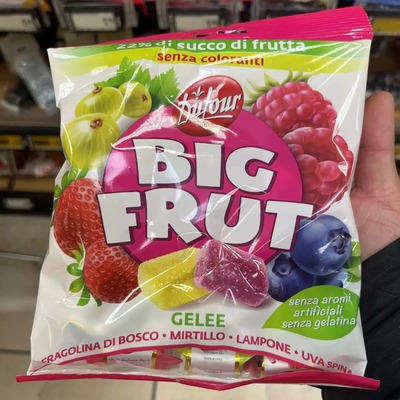 22% di succo di frutta
senza coloranti
Dufour
BIG
FRUT
senza aromi
artificiali
senza gelatina
GELEE
FRAGOLINA DI BOSCO • MIRTILLO • LAMPONE • UVA SPINA